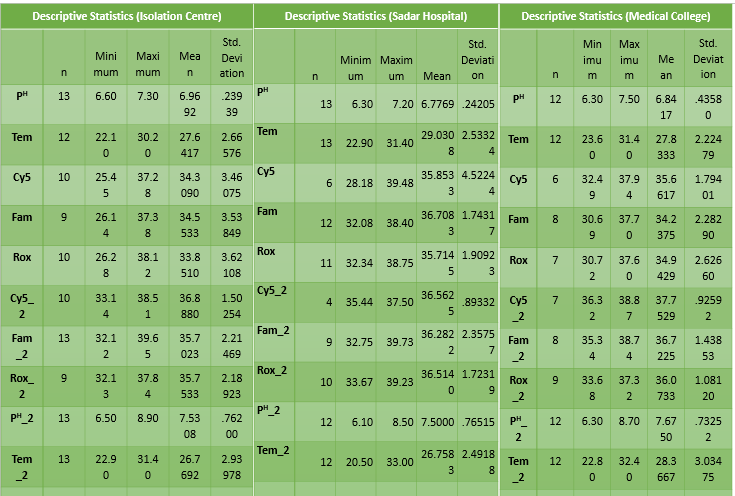 Descriptive Statistics (Isolation Centre) Descriptive Statistics (Sadar Hospital) Descriptive Statistics (Medical College)
n Minimum Maximum Mean Std. Deviation n Minimum Maximum Mean Std. Deviation n Minimum Maximum Mean Std. Deviation
Pᴴ 13 6.60 7.30 6.9692 .23939 Pᴴ 13 6.30 7.20 6.7769 .24205 Pᴴ 12 6.30 7.50 6.8417 .43580
Tem 12 22.10 30.20 27.6417 2.66576 Tem 13 22.90 31.40 29.0308 2.53324 Tem 12 23.60 31.40 27.8333 2.22479
Cy5 10 25.45 37.28 34.3090 3.46075 Cy5 6 28.18 39.48 35.8533 4.52244 Cy5 6 32.49 37.94 35.6617 1.79401
Fam 9 26.14 37.38 34.5533 3.53849 Fam 12 32.08 38.40 36.7083 1.74317 Fam 8 30.69 37.70 34.2375 2.28290
Rox 10 26.28 38.12 33.8510 3.62108 Rox 11 32.34 38.75 35.7145 1.90923 Rox 7 30.72 37.60 34.9429 2.62660
Cy5_2 10 33.14 38.51 36.8880 1.50254 Cy5_2 4 35.44 37.50 36.5625 .89332 Cy5_2 7 36.32 38.87 37.7529 .92592
Fam_2 13 32.12 39.65 35.7023 2.21469 Fam_2 9 32.75 39.73 36.2822 2.35757 Fam_2 8 35.34 38.74 36.7225 1.43853
Rox_2 9 32.13 37.84 35.7533 2.18923 Rox_2 10 33.67 39.23 36.5140 1.72319 Rox_2 9 33.68 37.32 36.0733 1.08120
Pᴴ_2 13 6.50 8.90 7.5308 .76200 Pᴴ_2 12 6.10 8.50 7.5000 .76515 Pᴴ_2 12 6.30 8.70 7.6750 .73252
Tem_2 13 22.90 31.40 26.7692 2.93978 Tem_2 12 20.50 33.00 26.7583 2.49188 Tem_2 12 22.80 32.40 28.3667 3.03475